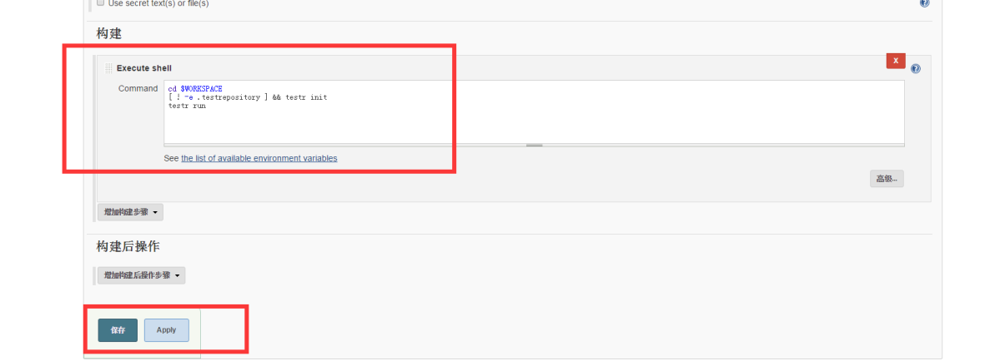 Use secret text(s) or file(s)
构建
Execute shell
X
Command
cd $WORKSPACE
[ ! -e .testrepository ] && testr init
testr run
See the list of available environment variables
高级...
增加构建步骤
构建后操作
增加构建后操作步骤
保存
Apply